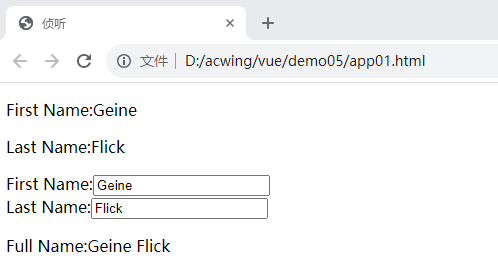 侦听
文件 D:/acwing/vue/demo05/app01.html
First Name:Geine
Last Name:Flick
First Name:Geine
Last Name:Flick
Full Name:Geine Flick